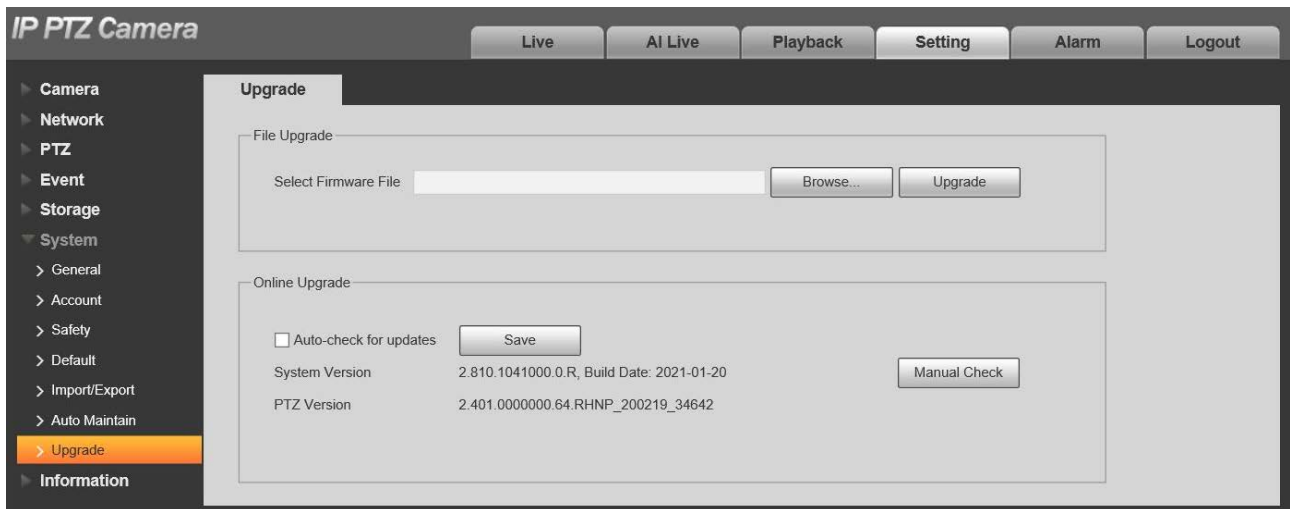 IP PTZ Camera
Live
AI Live
Playback
Setting
Alarm
Logout
Camera
Network
PTZ
Event
Storage
System
General
Account
Safety
Default
Import/Export
Auto Maintain
Upgrade
Information
Upgrade
File Upgrade
Select Firmware File
Browse...
Upgrade
Online Upgrade
Auto-check for updates
Save
System Version 2.810.1041000.0.R, Build Date: 2021-01-20
Manual Check
PTZ Version 2.401.0000000.64.RHNP_200219_34642